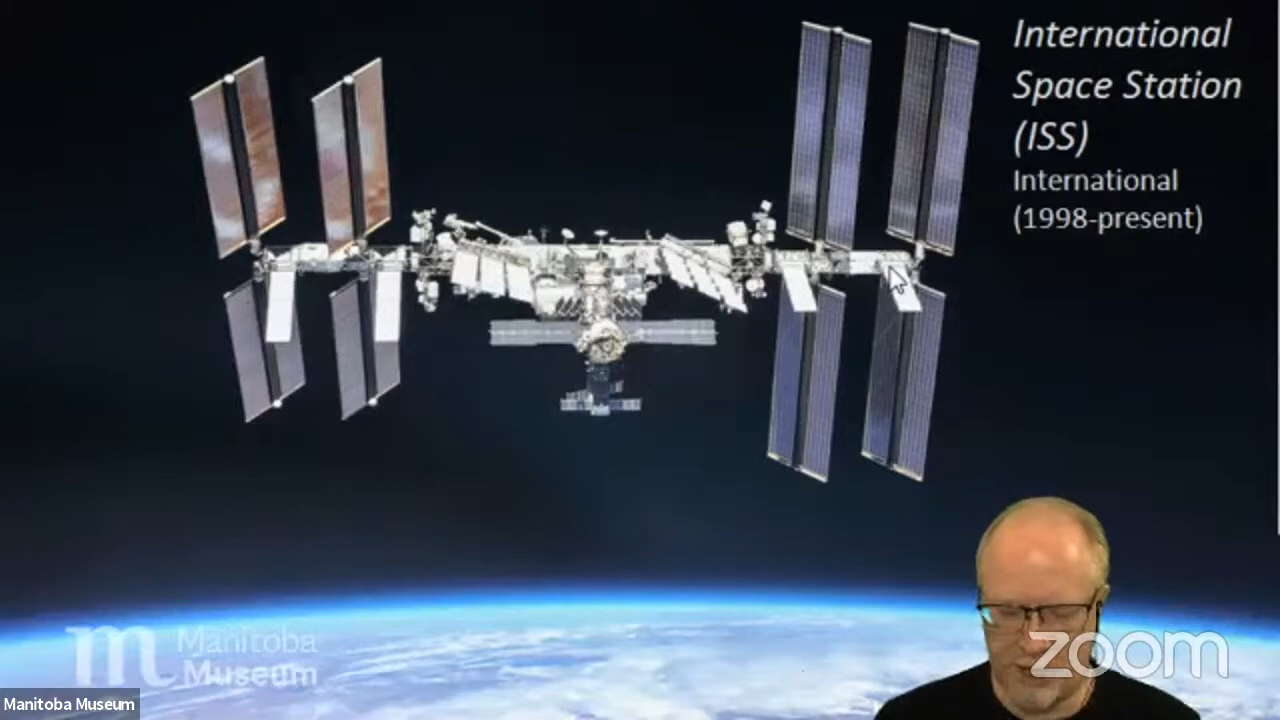 International
Space Station
(ISS)
International
(1998-present)
m Manitoba
Museum
zoom
Manitoba Museum